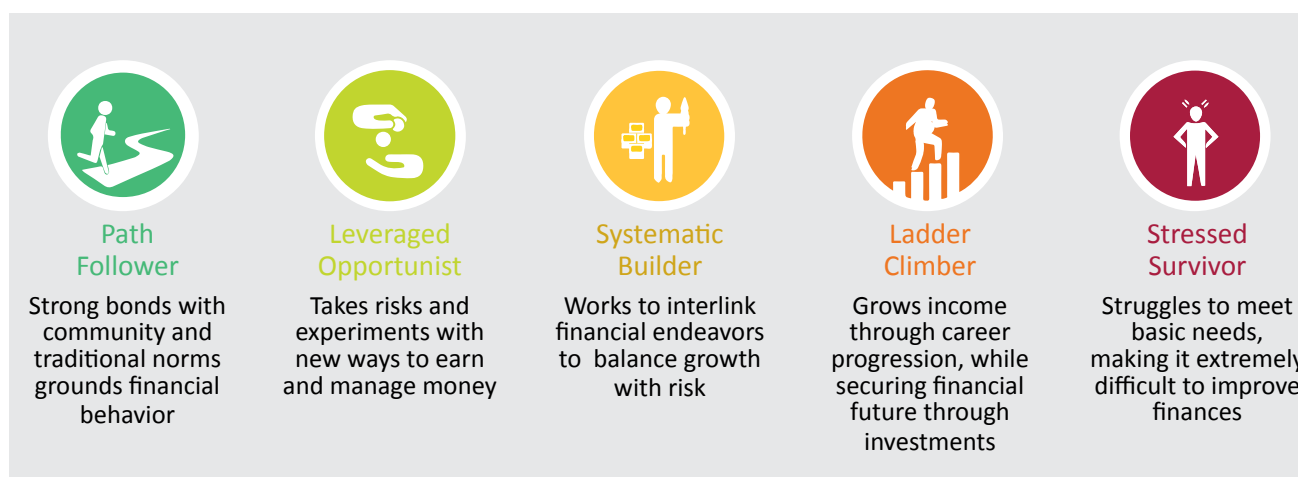 Path
Follower
Strong bonds with
community and
traditional norms
grounds financial
behavior
Leveraged
Opportunist
Takes risks and
experiments with
new ways to earn
and manage money
Systematic
Builder
Works to interlink
financial endeavors
to balance growth
with risk
Ladder
Climber
Grows income
through career
progression, while
securing financial
future through
investments
Stressed
Survivor
Struggles to meet
basic needs,
making it extremely
difficult to improve
finances